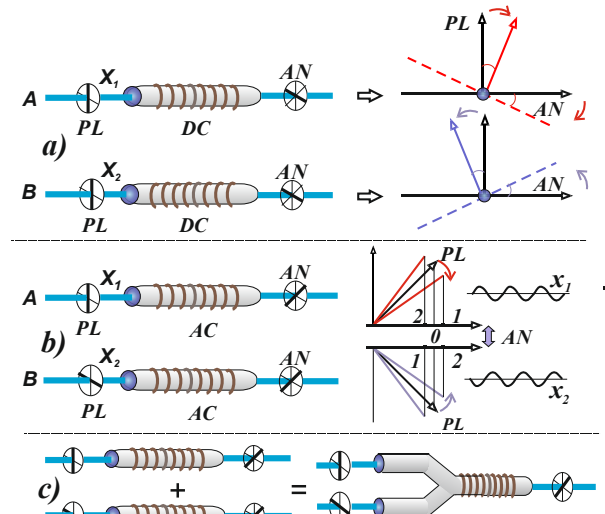 PL
X₁
AN
A
PL
DC
AN
a)
X₂
AN
B
PL
DC
AN
X₁
AN
PL
x₁
A
PL
AC
2 1
0
AN
b)
X₂
AN
1 2
B
PL
AC
x₂
PL
c)
+
=